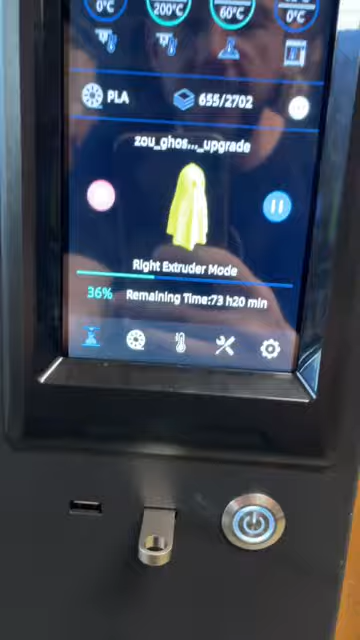 0°C 200°C 60°C 0°C
PLA 655/2702
zou_ghos..._upgrade
Right Extruder Mode
36% Remaining Time:73 h20 min